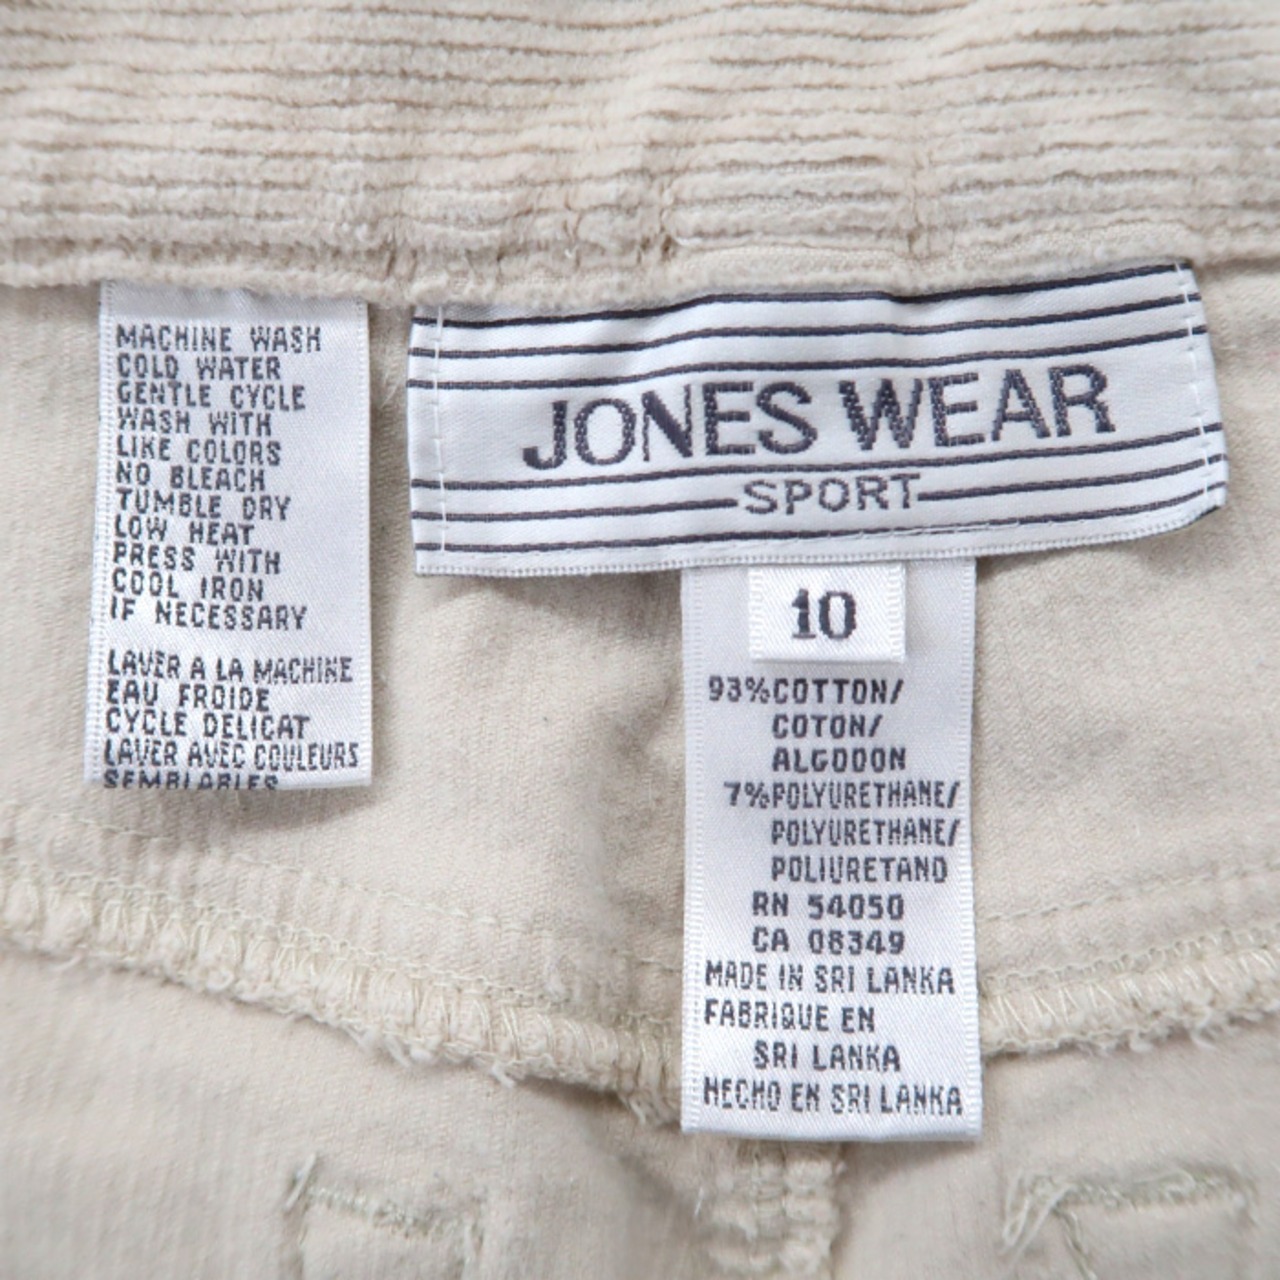 MACHINE WASH
COLD WATER
GENTLE CYCLE
WASH WITH
LIKE COLORS
NO BLEACH
TUMBLE DRY
LOW HEAT
PRESS WITH
COOL IRON
IF NECESSARY
LAVER A LA MACHINE
EAU FROIDE
CYCLE DELICAT
LAVER AVEC COULEURS
SEMBLABLES
JONES WEAR
SPORT
10
93%COTTON/
COTON/
ALGODON
7%POLYURETHANE/
POLYURETHANE/
POLIURETANO
RN 54050
CA 08349
MADE IN SRI LANKA
FABRIQUE EN
SRI LANKA
HECHO EN SRI LANKA